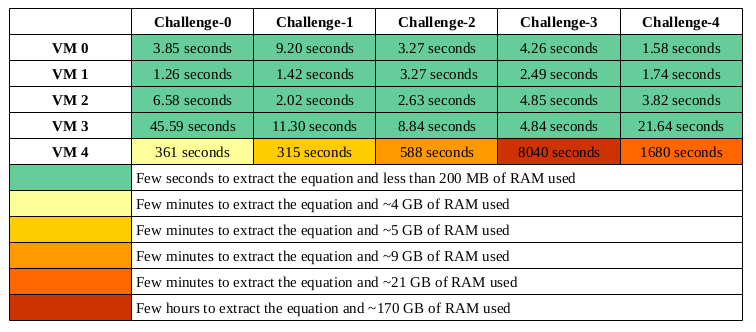 Challenge-0 Challenge-1 Challenge-2 Challenge-3 Challenge-4
VM 0 3.85 seconds 9.20 seconds 3.27 seconds 4.26 seconds 1.58 seconds
VM 1 1.26 seconds 1.42 seconds 3.27 seconds 2.49 seconds 1.74 seconds
VM 2 6.58 seconds 2.02 seconds 2.63 seconds 4.85 seconds 3.82 seconds
VM 3 45.59 seconds 11.30 seconds 8.84 seconds 4.84 seconds 21.64 seconds
VM 4 361 seconds 315 seconds 588 seconds 8040 seconds 1680 seconds
Few seconds to extract the equation and less than 200 MB of RAM used
Few minutes to extract the equation and ~4 GB of RAM used
Few minutes to extract the equation and ~5 GB of RAM used
Few minutes to extract the equation and ~9 GB of RAM used
Few minutes to extract the equation and ~21 GB of RAM used
Few hours to extract the equation and ~170 GB of RAM used